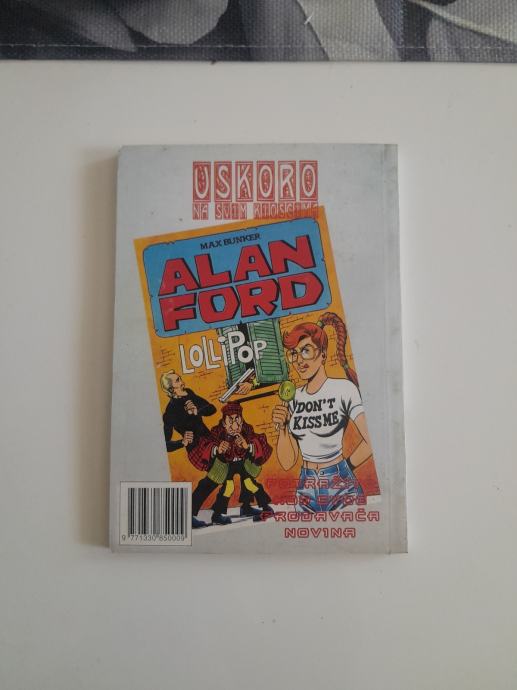 USKORO
NA SVIM KIOSCIMA
MAX BUNKER
ALAN
FORD
LOLLIPOP
DON'T
KISS ME
POTRAŽITE
KOD SVOG
PRODAVAČA
NOVINA
9 771330 850009